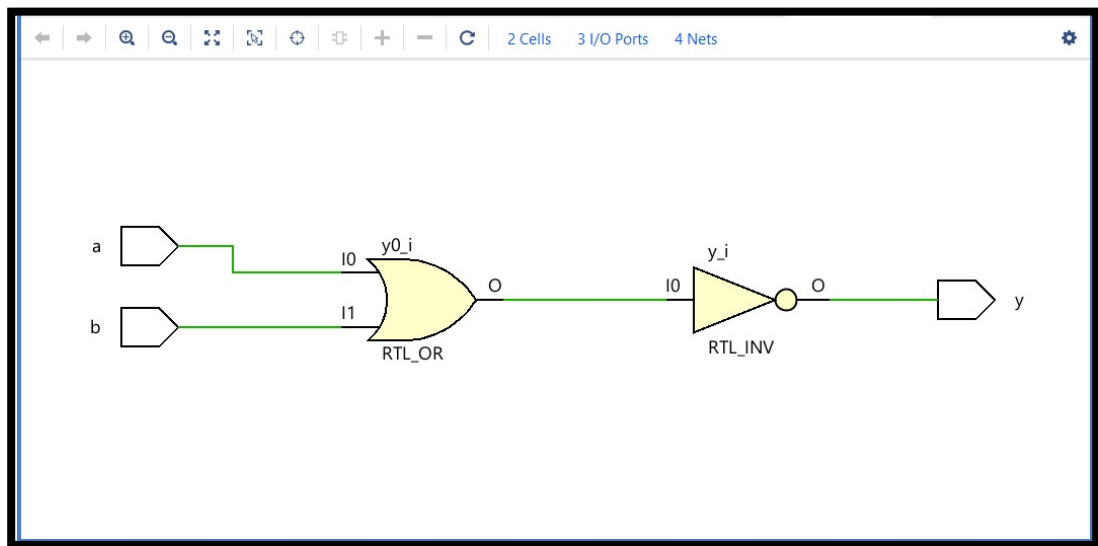 2 Cells 3 I/O Ports 4 Nets
a
b
I0
I1
y0_i
RTL_OR
O
I0
y_i
RTL_INV
O
y